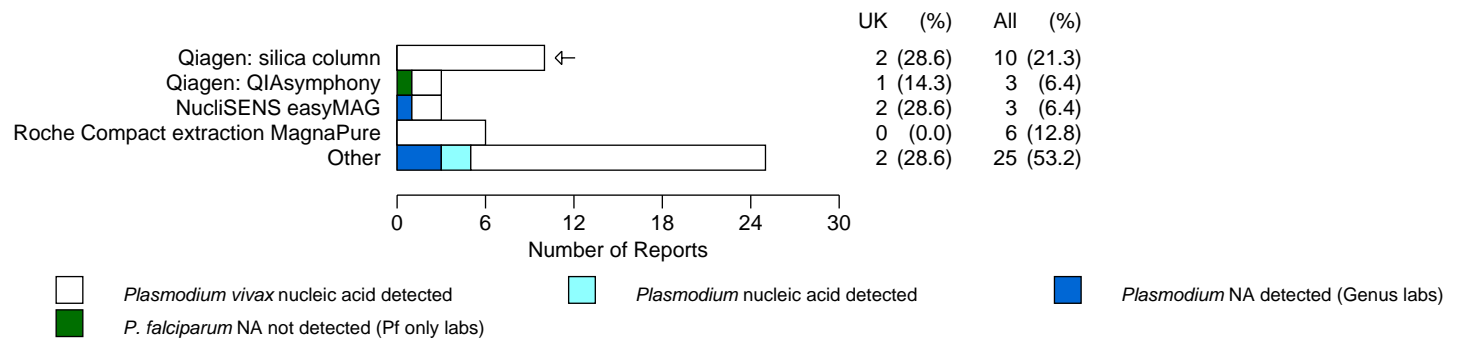 UK (%) All (%)
Qiagen: silica column 2 (28.6) 10 (21.3)
Qiagen: QIAsymphony 1 (14.3) 3 (6.4)
NucliSENS easyMAG 2 (28.6) 3 (6.4)
Roche Compact extraction MagnaPure 0 (0.0) 6 (12.8)
Other 2 (28.6) 25 (53.2)
0 6 12 18 24 30
Number of Reports
Plasmodium vivax nucleic acid detected Plasmodium nucleic acid detected Plasmodium NA detected (Genus labs)
P. falciparum NA not detected (Pf only labs)